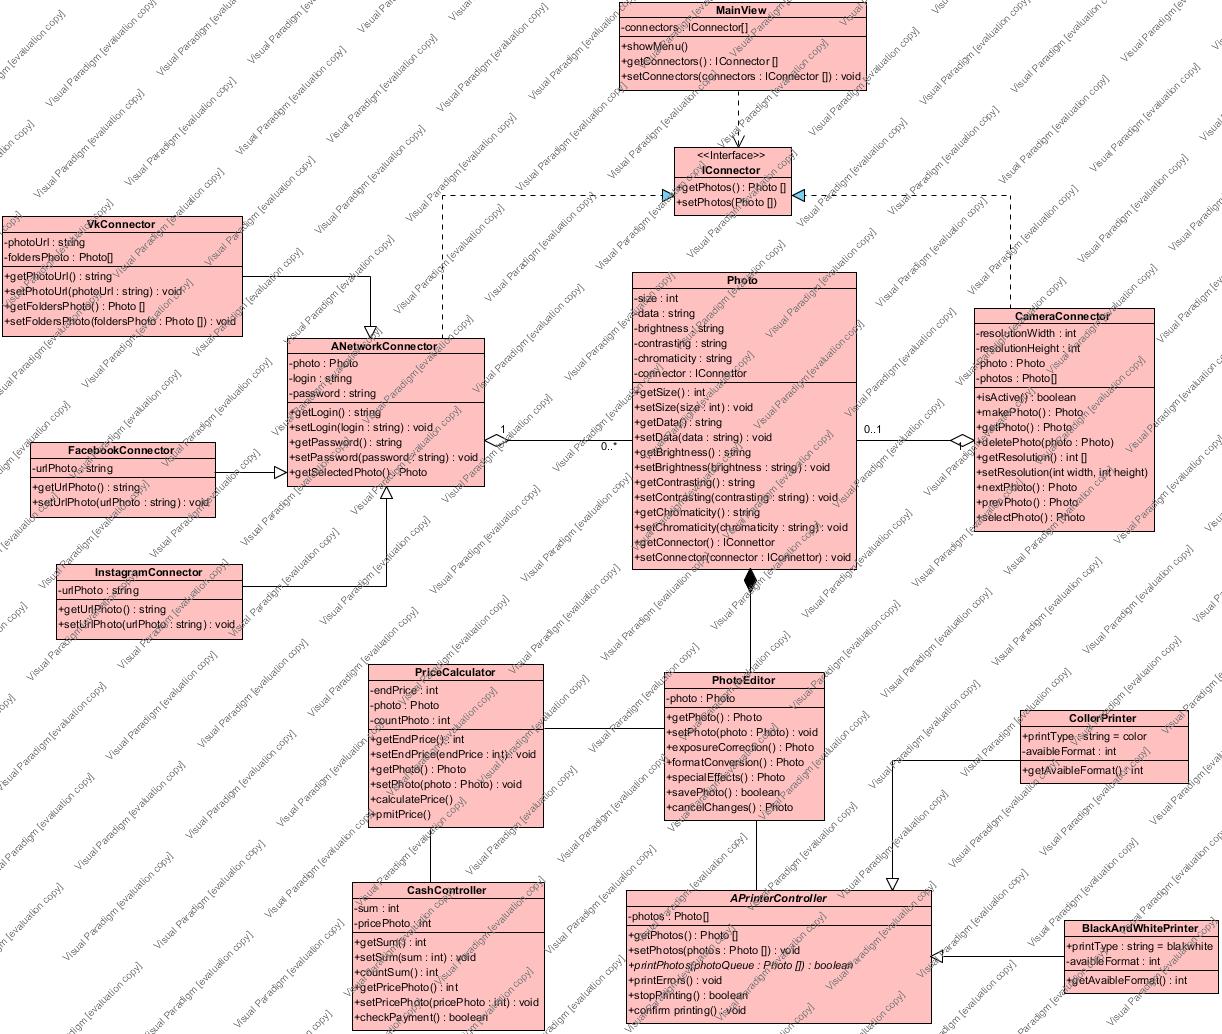 MainView
-connectors : IConnector[]
+showMenu()
+getConnectors() : IConnector []
+setConnectors(connectors : IConnector []) : void
<<Interface>>
IConnector
+getPhotos() : Photo []
+setPhotos(Photo [])
VkConnector
-photoUrl : string
-foldersPhoto : Photo[]
+getPhotoUrl() : string
+setPhotoUrl(photoUrl : string) : void
+getFoldersPhoto() : Photo []
+setFoldersPhoto(foldersPhoto : Photo []) : void
ANetworkConnector
-photo : Photo
-login : string
-password : string
+getLogin() : string
+setLogin(login : string) : void
+getPassword() : string
+setPassword(password : string) : void
+getSelectedPhoto() : Photo
1
0..*
Photo
-size : int
-data : string
-brightness : string
-contrasting : string
-chromaticity : string
-connector : IConnettor
+getSize() : int
+setSize(size : int) : void
+getData() : string
+setData(data : string) : void
+getBrightness() : string
+setBrightness(brightness : string) : void
+getContrasting() : string
+setContrasting(contrasting : string) : void
+getChromaticity() : string
+setChromaticity(chromaticity : string) : void
+getConnector() : IConnettor
+setConnector(connector : IConnettor) : void
0..1
1
CameraConnector
-resolutionWidth : int
-resolutionHeight : int
-photo : Photo
-photos : Photo[]
+isActive() : boolean
+makePhoto() : Photo
+getPhoto() : Photo
+deletePhoto(photo : Photo)
+getResolution() : int []
+setResolution(int width, int height)
+nextPhoto() : Photo
+prevPhoto() : Photo
+selectPhoto() : Photo
FacebookConnector
-urlPhoto : string
+getUrlPhoto() : string
+setUrlPhoto(urlPhoto : string) : void
InstagramConnector
-urlPhoto : string
+getUrlPhoto() : string
+setUrlPhoto(urlPhoto : string) : void
PriceCalculator
-endPrice : int
-photo : Photo
-countPhoto : int
+getEndPrice() : int
+setEndPrice(endPrice : int) : void
+getPhoto() : Photo
+setPhoto(photo : Photo) : void
+calculatePrice()
+prnitPrice()
PhotoEditor
-photo : Photo
+getPhoto() : Photo
+setPhoto(photo : Photo) : void
+exposureCorrection() : Photo
+formatConversion() : Photo
+specialEffects() : Photo
+savePhoto() : boolean
+cancelChanges() : Photo
CollorPrinter
+printType : string = color
-avaibleFormat : int
+getAvaibleFormat() : int
CashController
-sum : int
-pricePhoto : int
+getSum() : int
+setSum(sum : int) : void
+countSum() : int
+getPricePhoto() : int
+setPricePhoto(pricePhoto : int) : void
+checkPayment() : boolean
APrinterController
-photos : Photo[]
+getPhotos() : Photo []
+setPhotos(photos : Photo []) : void
+printPhotos(photoQueue : Photo []) : boolean
+printErrors() : void
+stopPrinting() : boolean
+confirm printing() : void
BlackAndWhitePrinter
+printType : string = blakwhite
-avaibleFormat : int
+getAvaibleFormat() : int
Visual Paradigm [evaluation copy]